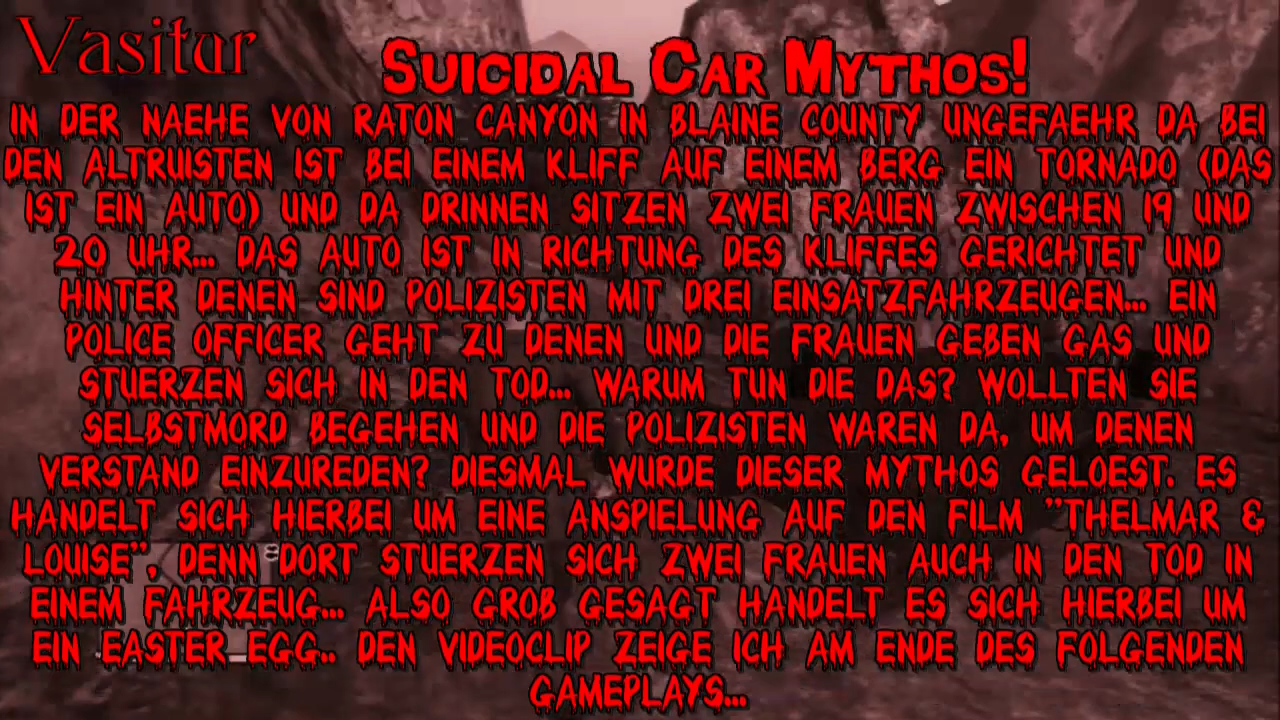 Vasitur
Suicidal Car Mythos!
IN DER NAEHE VON RATON CANYON IN BLAINE COUNTY UNGEFAEHR DA BEI
DEN ALTRUISTEN IST BEI EINEM KLIFF AUF EINEM BERG EIN TORNADO (DAS
IST EIN AUTO) UND DA DRINNEN SITZEN ZWEI FRAUEN ZWISCHEN 19 UND
20 UHR... DAS AUTO IST IN RICHTUNG DES KLIFFES GERICHTET UND
HINTER DENEN SIND POLIZISTEN MIT DREI EINSATZFAHRZEUGEN... EIN
POLICE OFFICER GEHT ZU DENEN UND DIE FRAUEN GEBEN GAS UND
STUERZEN SICH IN DEN TOD... WARUM TUN DIE DAS? WOLLTEN SIE
SELBSTMORD BEGEHEN UND DIE POLIZISTEN WAREN DA, UM DENEN
VERSTAND EINZUREDEN? DIESMAL WURDE DIESER MYTHOS GELOEST. ES
HANDELT SICH HIERBEI UM EINE ANSPIELUNG AUF DEN FILM "THELMAR &
LOUISE", DENN DORT STUERZEN SICH ZWEI FRAUEN AUCH IN DEN TOD IN
EINEM FAHRZEUG... ALSO GROB GESAGT HANDELT ES SICH HIERBEI UM
EIN EASTER EGG.. DEN VIDEOCLIP ZEIGE ICH AM ENDE DES FOLGENDEN
GAMEPLAYS...